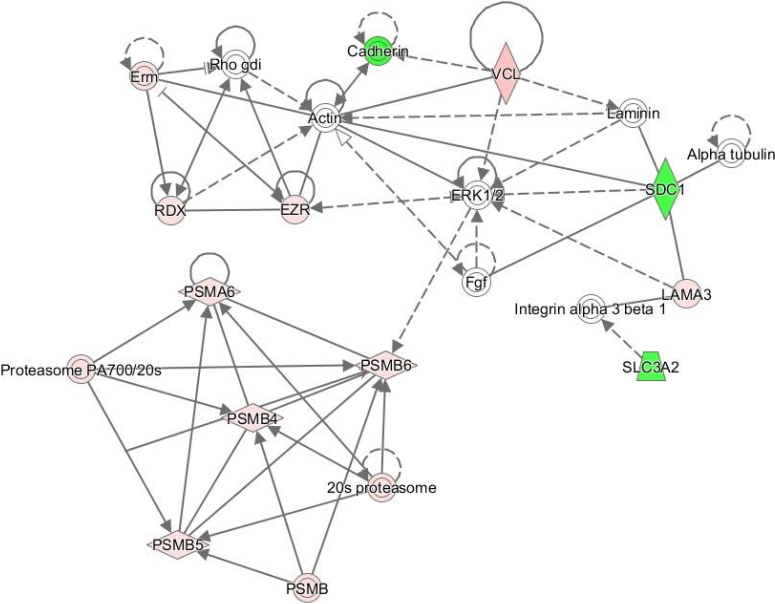 Cadherin
Rho gdi
Erm
VCL
Actin
Laminin
Alpha tubulin
RDX
EZR
ERK1/2
SDC1
Fgf
PSMA6
LAMA3
Integrin alpha 3 beta 1
Proteasome PA700/20s
PSMB6
SLC3A2
PSMB4
20s proteasome
PSMB5
PSMB